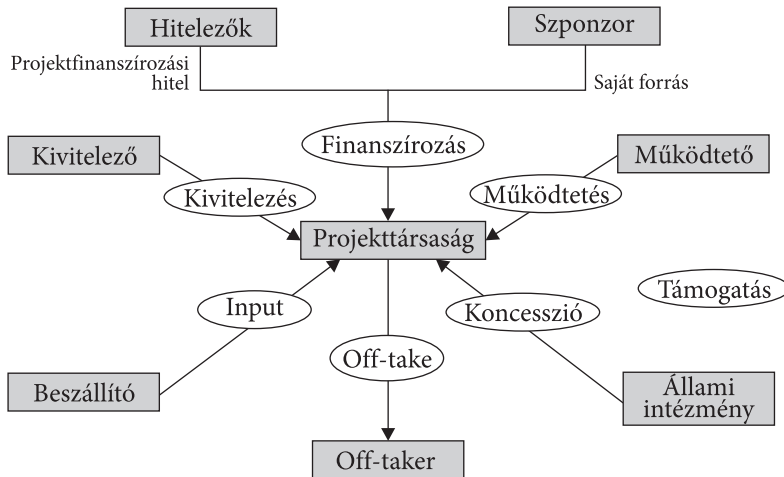 Hitelezők
Szponzor
Projektfinanszírozási
hitel
Saját forrás
Finanszírozás
Kivitelező
Működtető
Kivitelezés
Működtetés
Projekttársaság
Támogatás
Input
Koncesszió
Off-take
Beszállító
Állami
intézmény
Off-taker